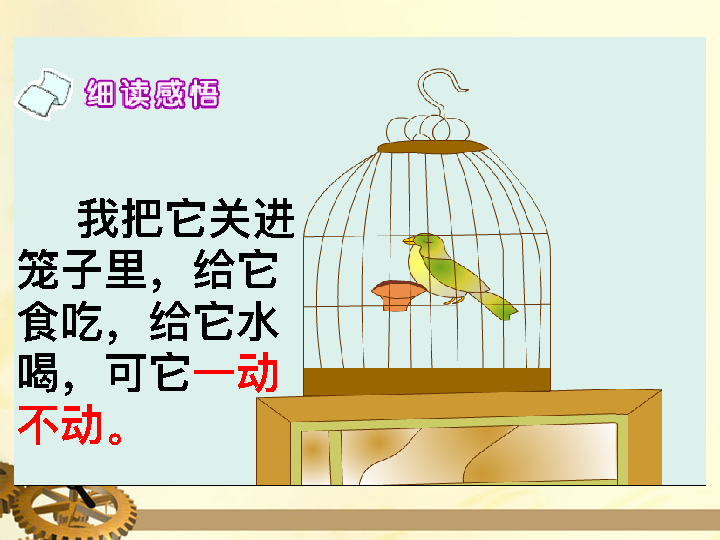 细读感悟
我把它关进
笼子里，给它
食吃，给它水
喝，可它一动
不动。